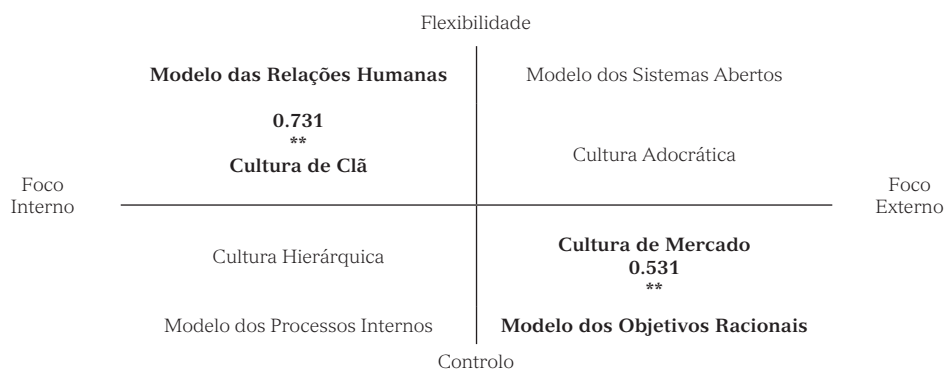 Flexibilidade
Modelo das Relações Humanas
Modelo dos Sistemas Abertos
0.731
**
Cultura de Clã
Cultura Adocrática
Foco
Interno
Foco
Externo
Cultura Hierárquica
Cultura de Mercado
0.531
**
Modelo dos Processos Internos
Modelo dos Objetivos Racionais
Controlo